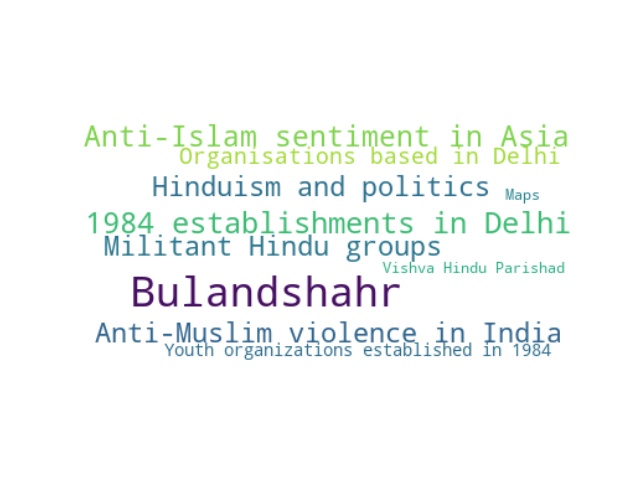 Anti-Islam sentiment in Asia
Organisations based in Delhi
Hinduism and politics
Maps
1984 establishments in Delhi
Militant Hindu groups
Vishva Hindu Parishad
Bulandshahr
Anti-Muslim violence in India
Youth organizations established in 1984